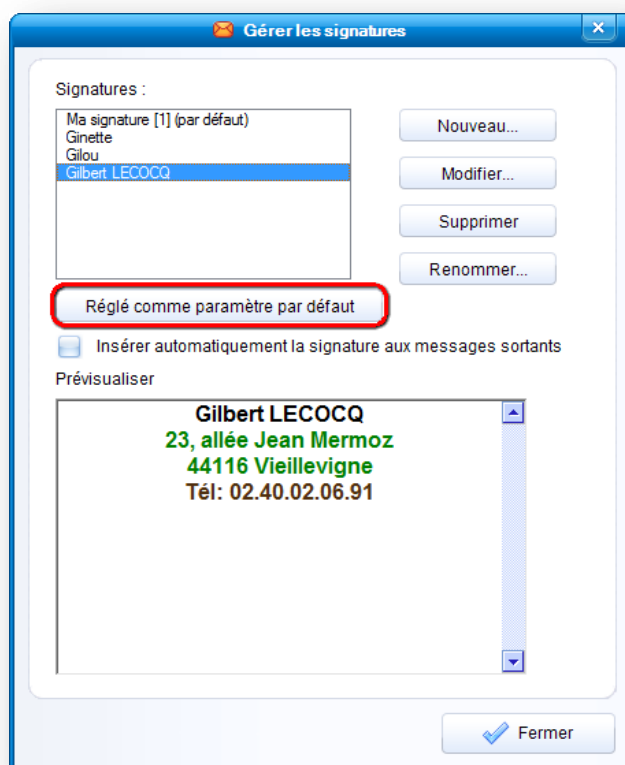 Gérer les signatures
Signatures :
Ma signature [1] (par défaut)
Ginette
Gilou
Gilbert LECOCQ
Nouveau...
Modifier...
Supprimer
Renommer...
Réglé comme paramètre par défaut
Insérer automatiquement la signature aux messages sortants
Prévisualiser
Gilbert LECOCQ
23, allée Jean Mermoz
44116 Vieillevigne
Tél: 02.40.02.06.91
Fermer